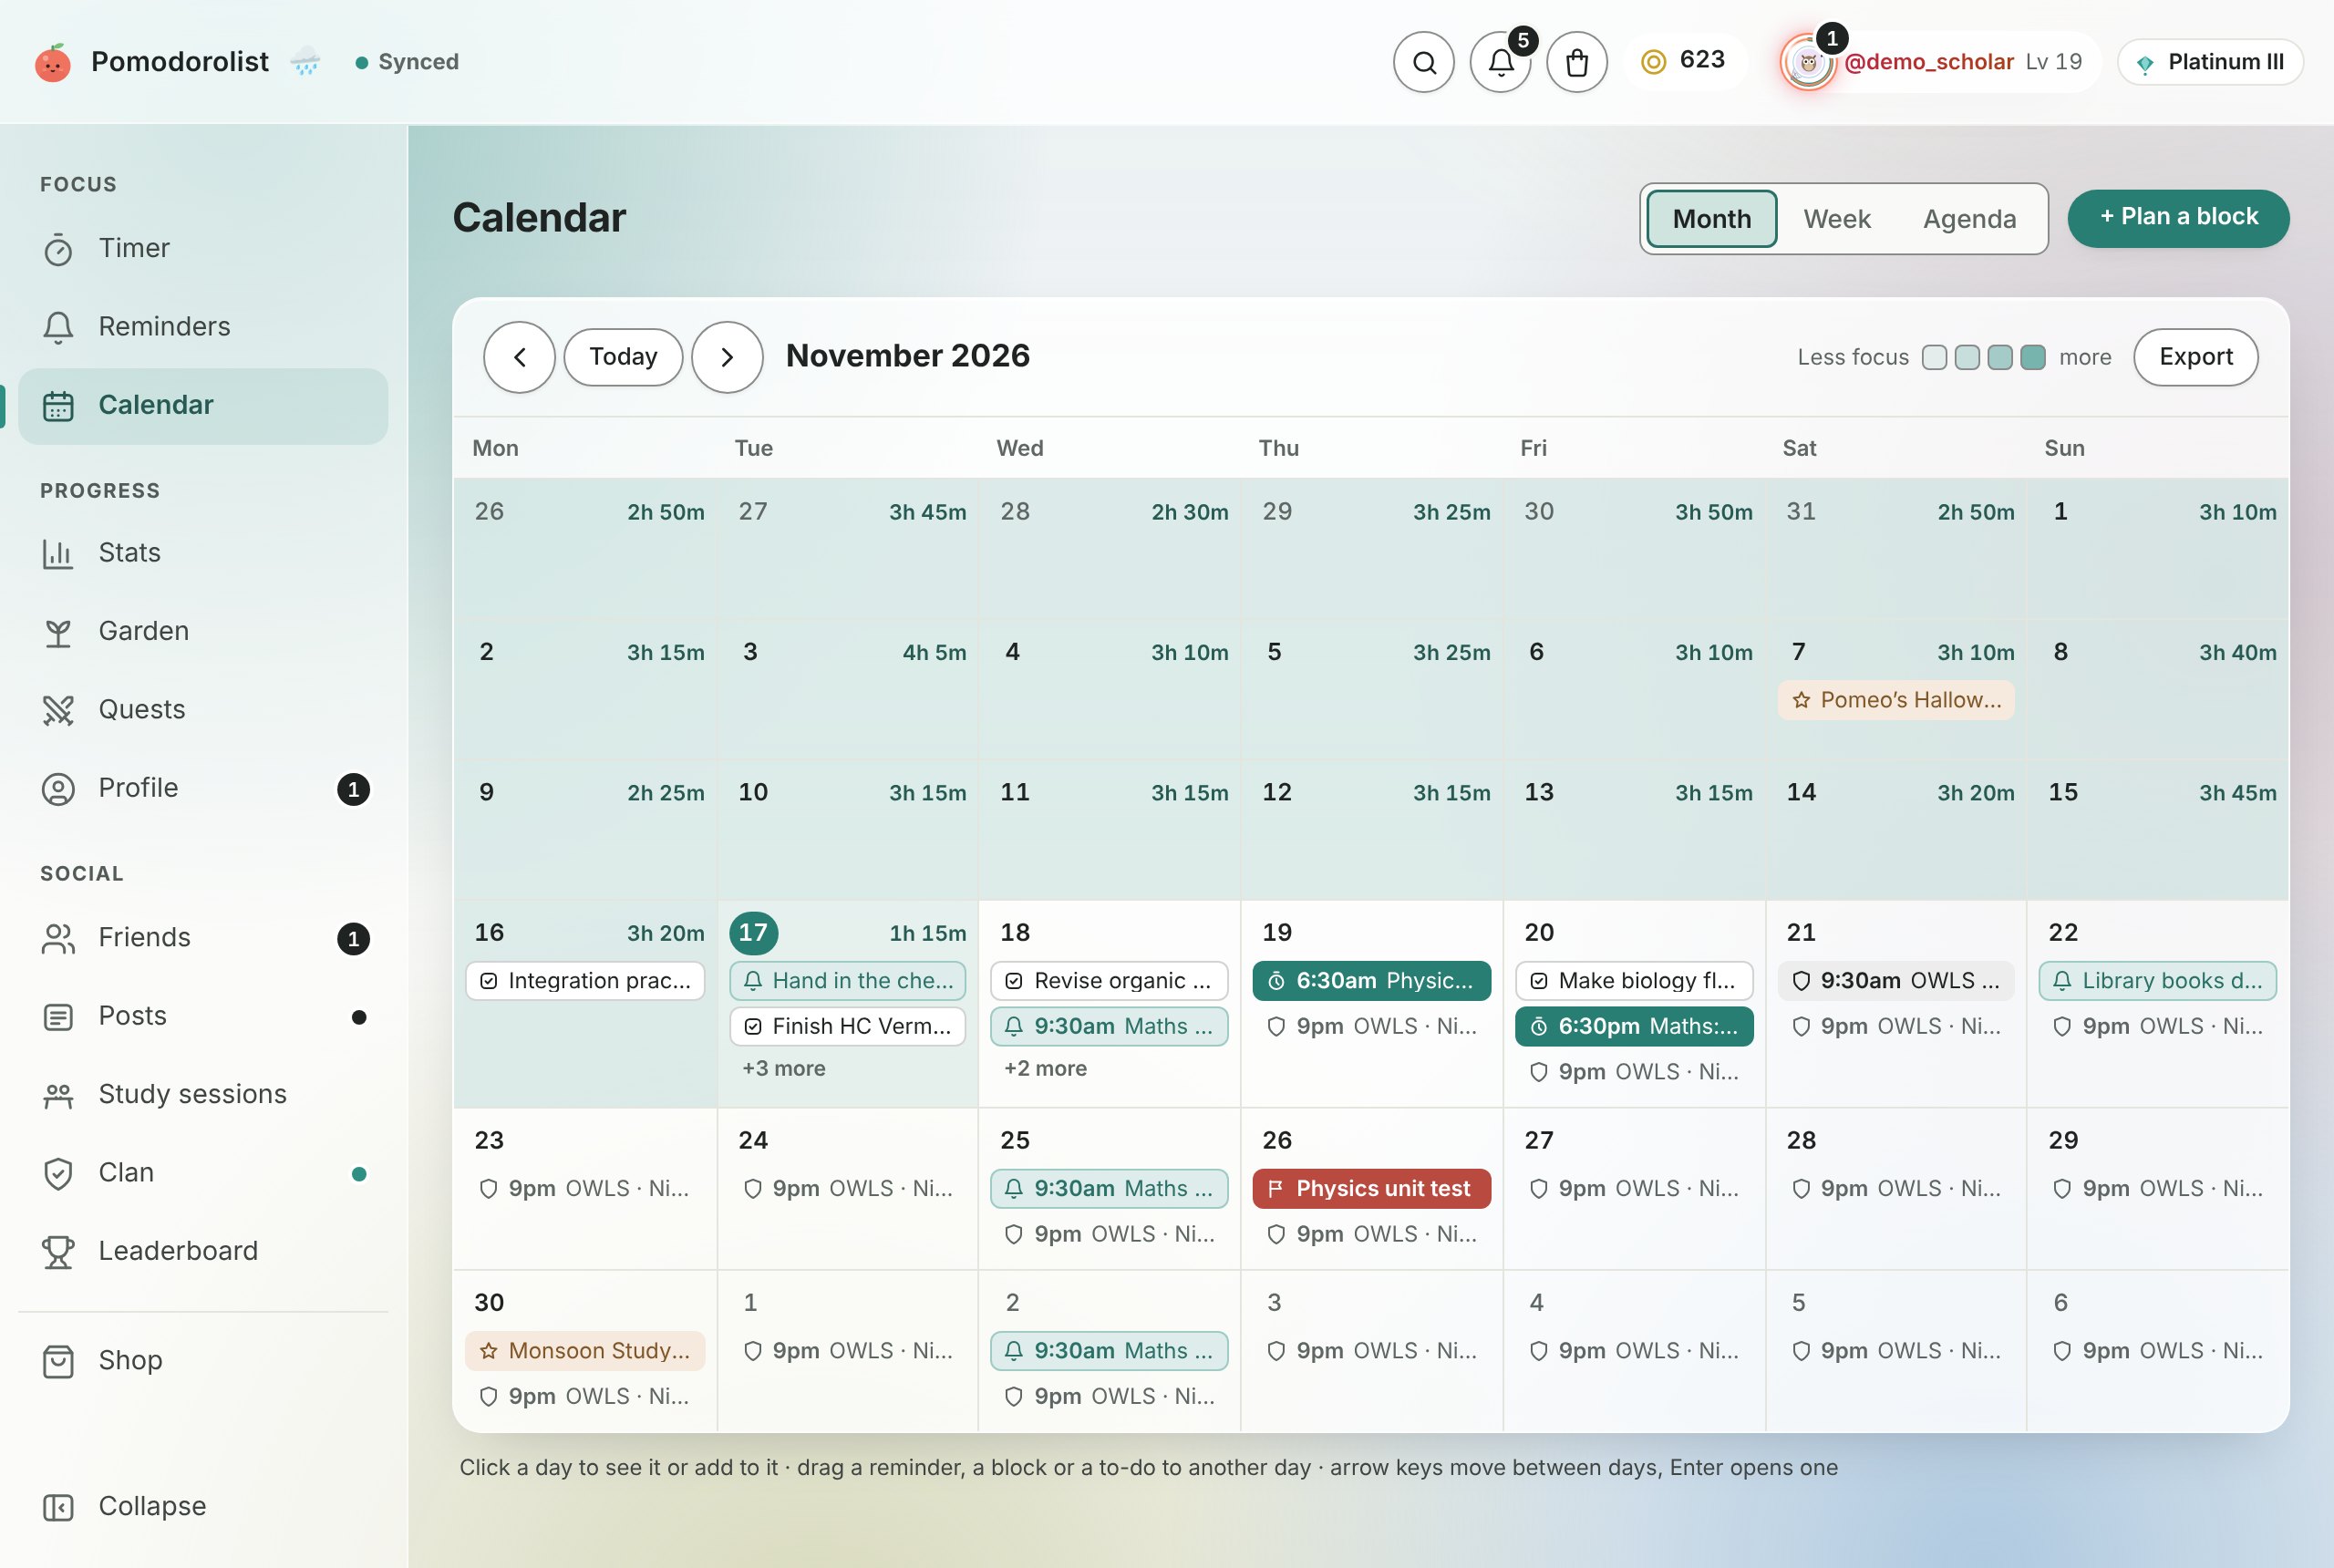 Pomodorolist
Synced
5
623
1
@demo_scholar Lv 19
Platinum III
FOCUS
Timer
Reminders
Calendar
PROGRESS
Stats
Garden
Quests
Profile 1
SOCIAL
Friends 1
Posts
Study sessions
Clan
Leaderboard
Shop
Collapse
Calendar
Month Week Agenda
+ Plan a block
Today
November 2026
Less focus more
Export
Mon Tue Wed Thu Fri Sat Sun
26 2h 50m 27 3h 45m 28 2h 30m 29 3h 25m 30 3h 50m 31 2h 50m 1 3h 10m
2 3h 15m 3 4h 5m 4 3h 10m 5 3h 25m 6 3h 10m 7 3h 10m 8 3h 40m
Pomeo’s Hallow…
9 2h 25m 10 3h 15m 11 3h 15m 12 3h 15m 13 3h 15m 14 3h 20m 15 3h 45m
16 3h 20m 17 1h 15m 18 19 20 21 22
Integration prac… Hand in the che… Revise organic … 6:30am Physic… Make biology fl… 9:30am OWLS … Library books d…
Finish HC Verm… 9:30am Maths … 9pm OWLS · Ni… 6:30pm Maths:… 9pm OWLS · Ni… 9pm OWLS · Ni…
+3 more +2 more 9pm OWLS · Ni…
23 24 25 26 27 28 29
9pm OWLS · Ni… 9pm OWLS · Ni… 9:30am Maths … Physics unit test 9pm OWLS · Ni… 9pm OWLS · Ni… 9pm OWLS · Ni…
9pm OWLS · Ni… 9pm OWLS · Ni…
30 1 2 3 4 5 6
Monsoon Study… 9pm OWLS · Ni… 9:30am Maths … 9pm OWLS · Ni… 9pm OWLS · Ni… 9pm OWLS · Ni… 9pm OWLS · Ni…
9pm OWLS · Ni… 9pm OWLS · Ni…
Click a day to see it or add to it · drag a reminder, a block or a to-do to another day · arrow keys move between days, Enter opens one